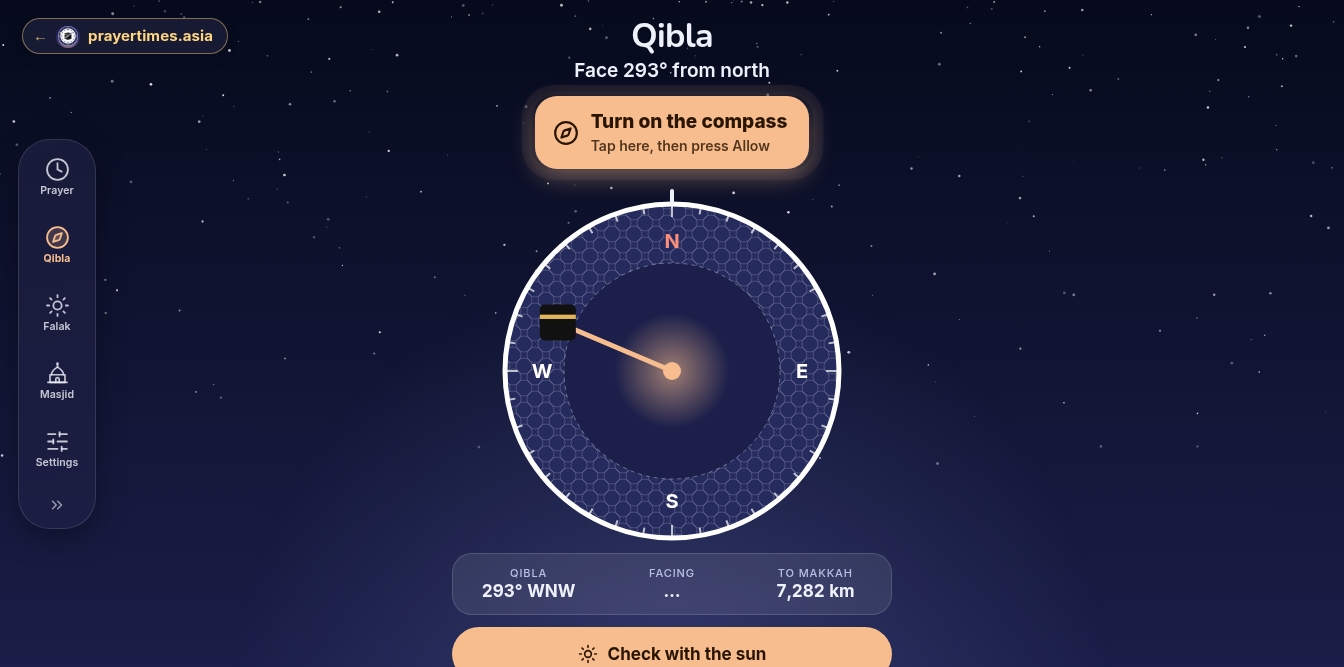 ← prayertimes.asia
Qibla
Face 293° from north
Turn on the compass
Tap here, then press Allow
Prayer
Qibla
Falak
Masjid
Settings
N
W
E
S
QIBLA
293° WNW
FACING
...
TO MAKKAH
7,282 km
Check with the sun